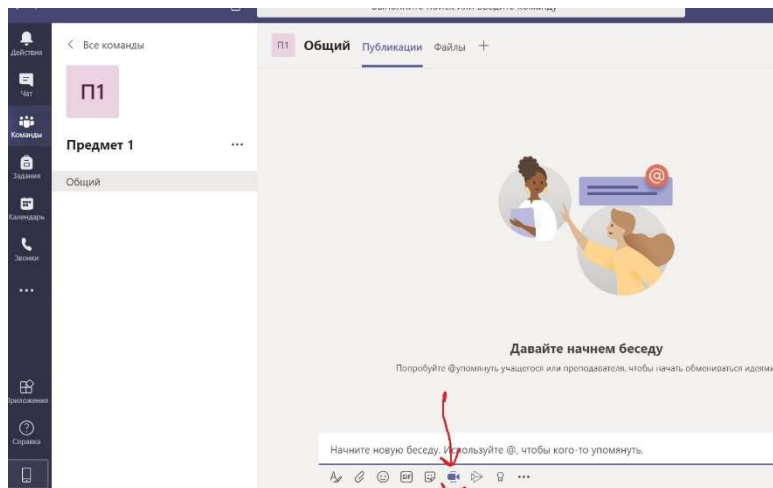 Действия
< Все команды
П1 Общий Публикации Файлы +
Чат
П1
Команды
Предмет 1 ...
Задания
Общий
Календарь
Звонки
...
@
Давайте начнем беседу
Попробуйте @упомянуть учащегося или преподавателя, чтобы начать обмениваться идеями
Приложения
Справка
Начните новую беседу. Используйте @, чтобы кого-то упомянуть.
GIF ...